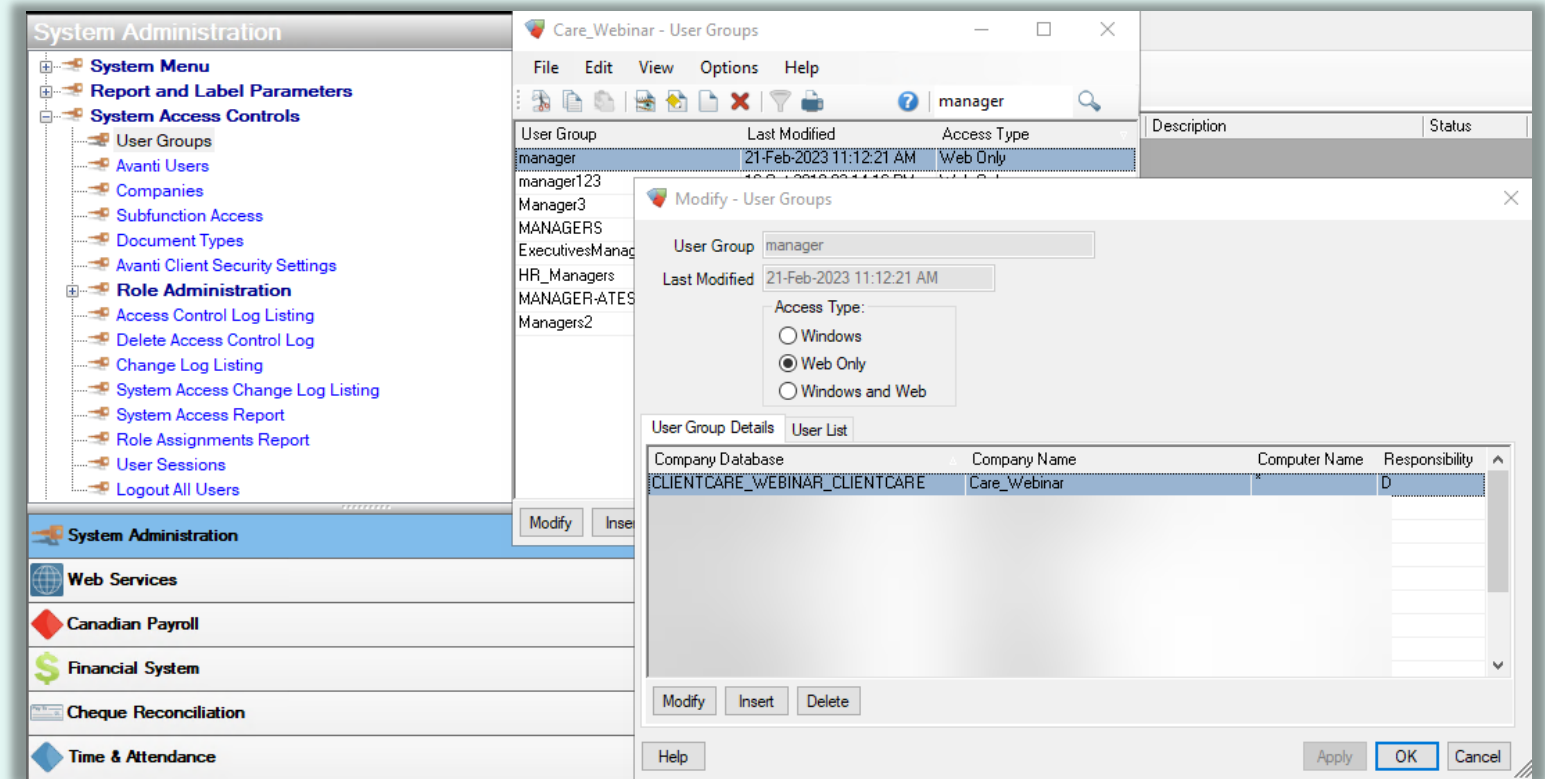 System Administration
System Menu
Report and Label Parameters
System Access Controls
User Groups
Avanti Users
Companies
Subfunction Access
Document Types
Avanti Client Security Settings
Role Administration
Access Control Log Listing
Delete Access Control Log
Change Log Listing
System Access Change Log Listing
System Access Report
Role Assignments Report
User Sessions
Logout All Users
System Administration
Web Services
Canadian Payroll
Financial System
Cheque Reconciliation
Time & Attendance
Care_Webinar - User Groups
File Edit View Options Help
manager
User Group Last Modified Access Type
manager 21-Feb-2023 11:12:21 AM Web Only
manager123
Manager3
MANAGERS
ExecutivesManag
HR_Managers
MANAGER-ATES
Managers2
Modify Inser
Description Status
Modify - User Groups
User Group manager
Last Modified 21-Feb-2023 11:12:21 AM
Access Type:
Windows
Web Only
Windows and Web
User Group Details User List
Company Database Company Name Computer Name Responsibility
CLIENTCARE_WEBINAR_CLIENTCARE Care_Webinar * D
Modify Insert Delete
Help Apply OK Cancel